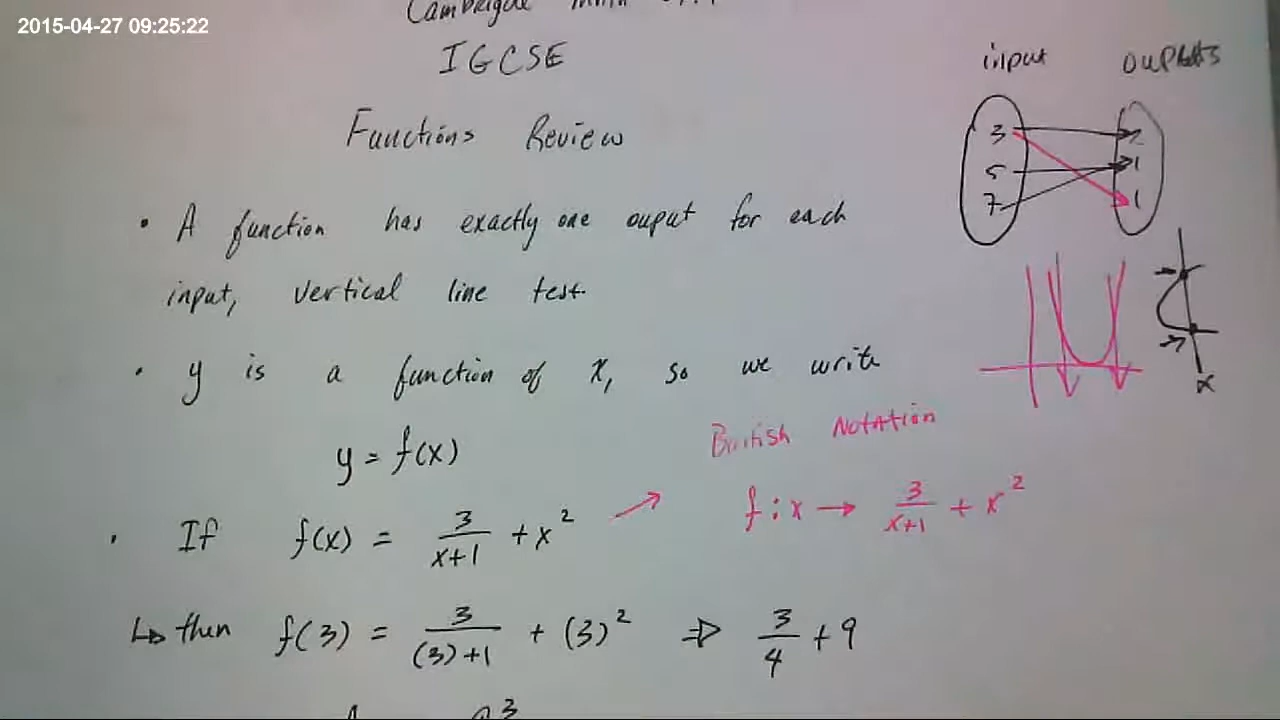 2015-04-27 09:25:22
IGCSE
Functions Review
input ouptuts
3 2
5 1
7 1
• A function has exactly one ouput for each
input, vertical line test.
• y is a function of x, so we write
x
y = f(x)
British Notation
• If f(x) = 3/(x+1) + x²
f : x → 3/(x+1) + x²
↳ then f(3) = 3/((3)+1) + (3)² ⇒ 3/4 + 9